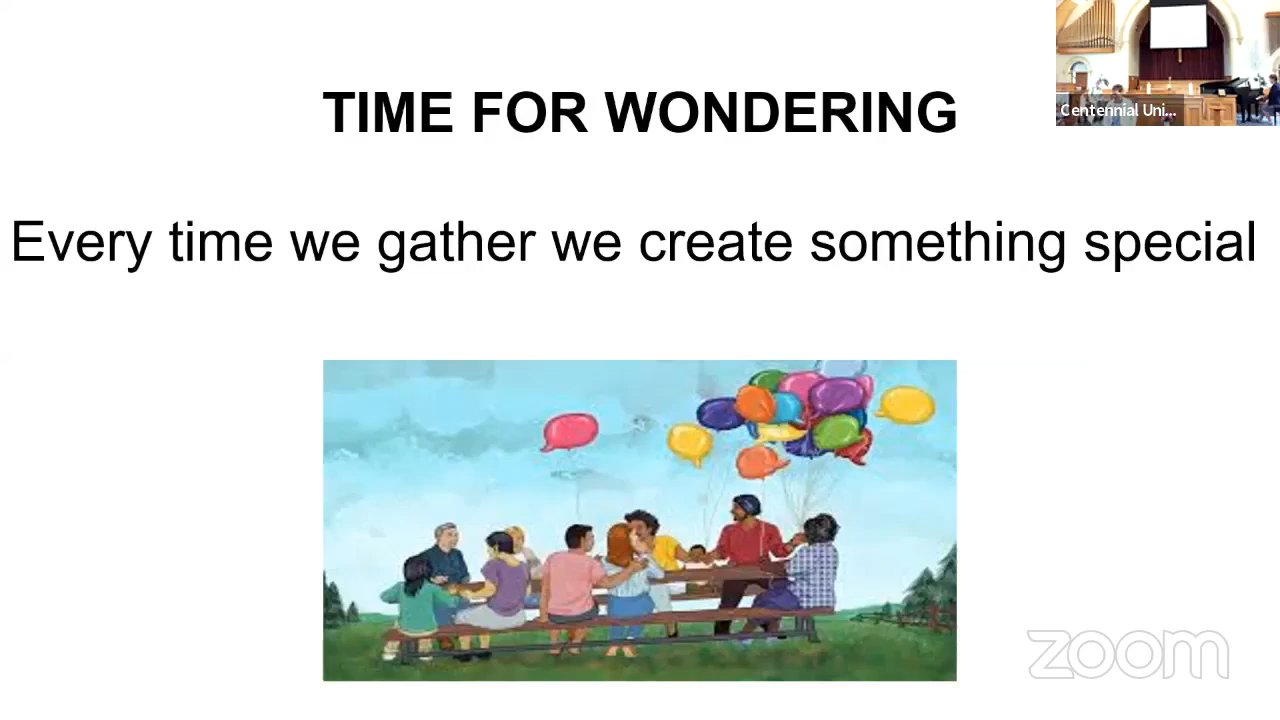 TIME FOR WONDERING
Centennial Uni...
Every time we gather we create something special
zoom